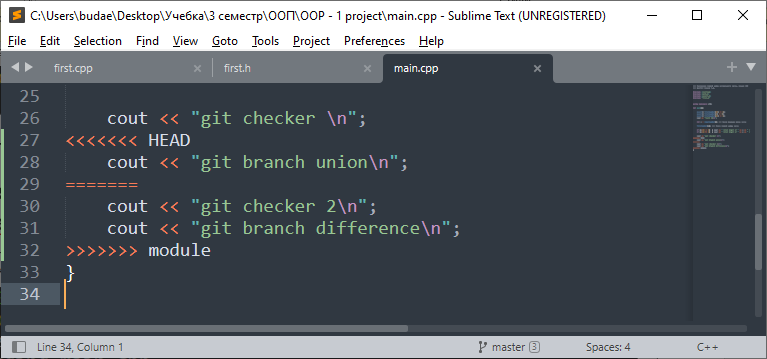 C:\Users\budae\Desktop\Учебка\3 семестр\ООП\OOP - 1 project\main.cpp - Sublime Text (UNREGISTERED)
File Edit Selection Find View Goto Tools Project Preferences Help
first.cpp first.h main.cpp
25
26 cout << "git checker \n";
27 <<<<<<< HEAD
28 cout << "git branch union\n";
29 =======
30 cout << "git checker 2\n";
31 cout << "git branch difference\n";
32 >>>>>>> module
33 }
34
Line 34, Column 1 master 3 Spaces: 4 C++